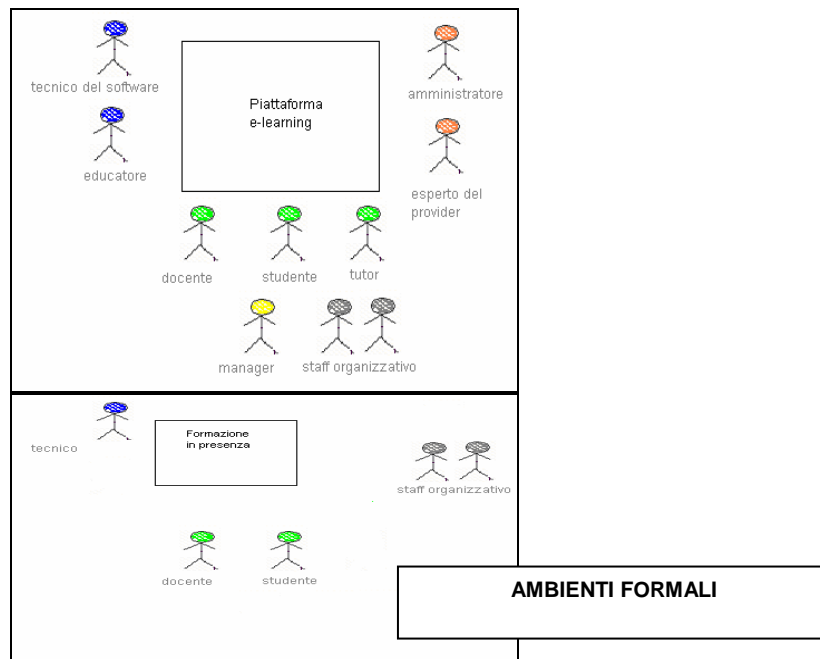 tecnico del software
educatore
Piattaforma
e-learning
amministratore
esperto del
provider
docente
studente
tutor
manager
staff organizzativo
tecnico
Formazione
in presenza
staff organizzativo
docente
studente
AMBIENTI FORMALI